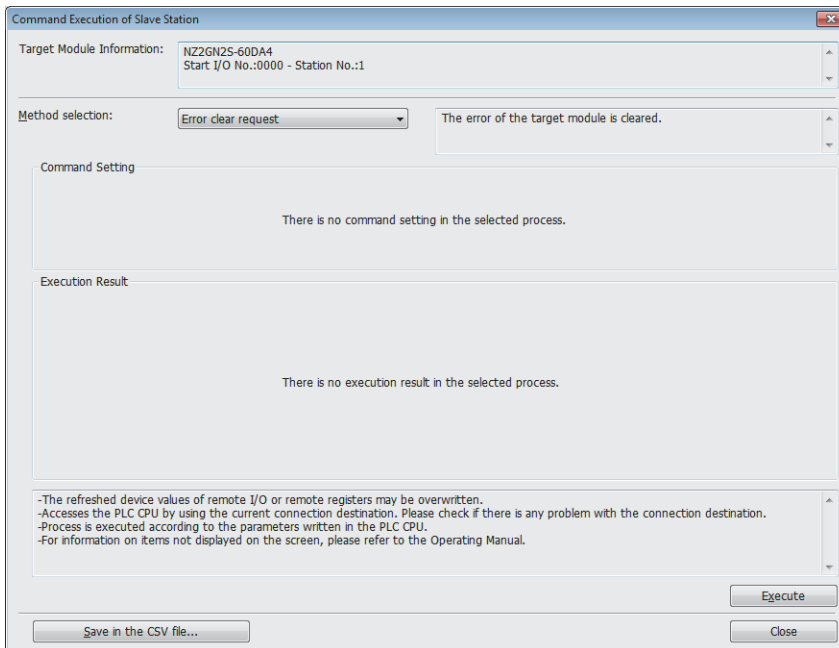 Command Execution of Slave Station
Target Module Information:
NZ2GN2S-60DA4
Start I/O No.:0000 - Station No.:1
Method selection:
Error clear request
The error of the target module is cleared.
Command Setting
There is no command setting in the selected process.
Execution Result
There is no execution result in the selected process.
-The refreshed device values of remote I/O or remote registers may be overwritten.
-Accesses the PLC CPU by using the current connection destination. Please check if there is any problem with the connection destination.
-Process is executed according to the parameters written in the PLC CPU.
-For information on items not displayed on the screen, please refer to the Operating Manual.
Execute
Save in the CSV file...
Close